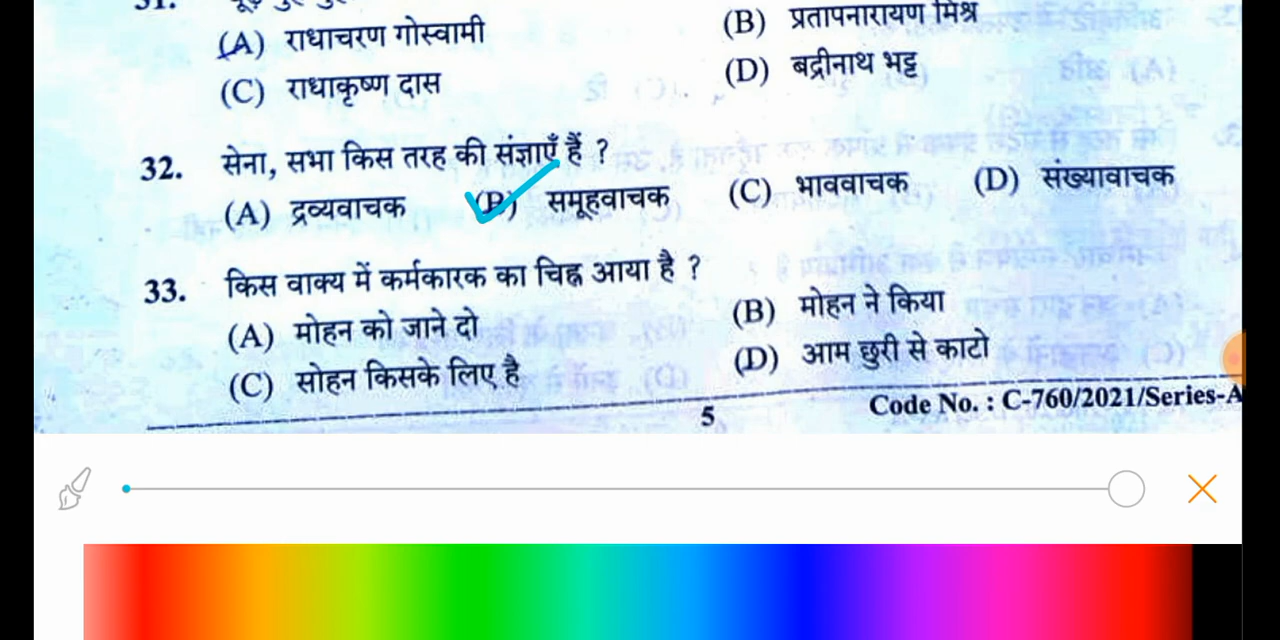 31.
(A) राधाचरण गोस्वामी (B) प्रतापनारायण मिश्र
(C) राधाकृष्ण दास (D) बद्रीनाथ भट्ट
32. सेना, सभा किस तरह की संज्ञाएँ हैं ?
(A) द्रव्यवाचक (B) समूहवाचक (C) भाववाचक (D) संख्यावाचक
33. किस वाक्य में कर्मकारक का चिह्न आया है ?
(A) मोहन को जाने दो (B) मोहन ने किया
(C) सोहन किसके लिए है (D) आम छुरी से काटो
5 Code No. : C-760/2021/Series-A